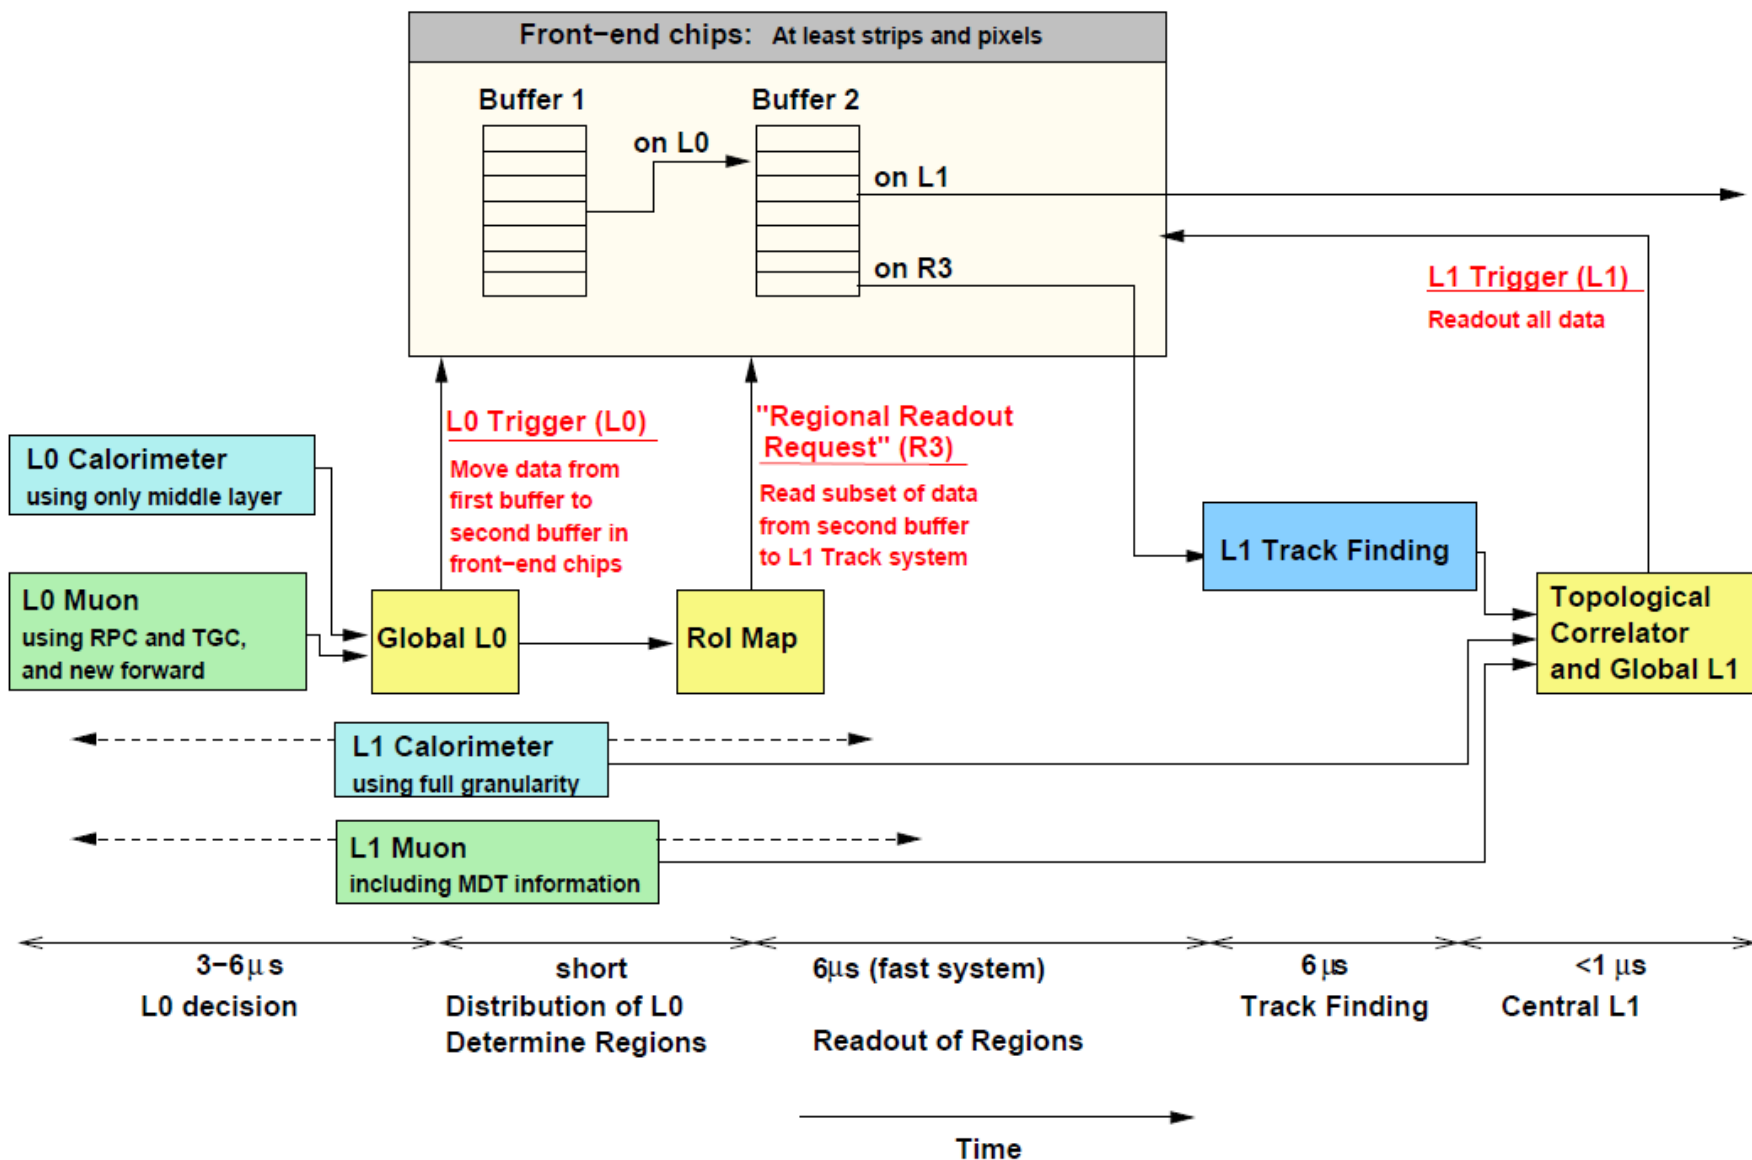 Front−end chips: At least strips and pixels
Buffer 1
Buffer 2
on L0
on L1
on R3
L1 Trigger (L1)
Readout all data
L0 Trigger (L0)
Move data from
first buffer to
second buffer in
front−end chips
"Regional Readout
Request" (R3)
Read subset of data
from second buffer
to L1 Track system
L0 Calorimeter
using only middle layer
L0 Muon
using RPC and TGC,
and new forward
Global L0
RoI Map
L1 Track Finding
Topological
Correlator
and Global L1
L1 Calorimeter
using full granularity
L1 Muon
including MDT information
3−6μs
L0 decision
short
Distribution of L0
Determine Regions
6μs (fast system)
Readout of Regions
6μs
Track Finding
<1 μs
Central L1
Time